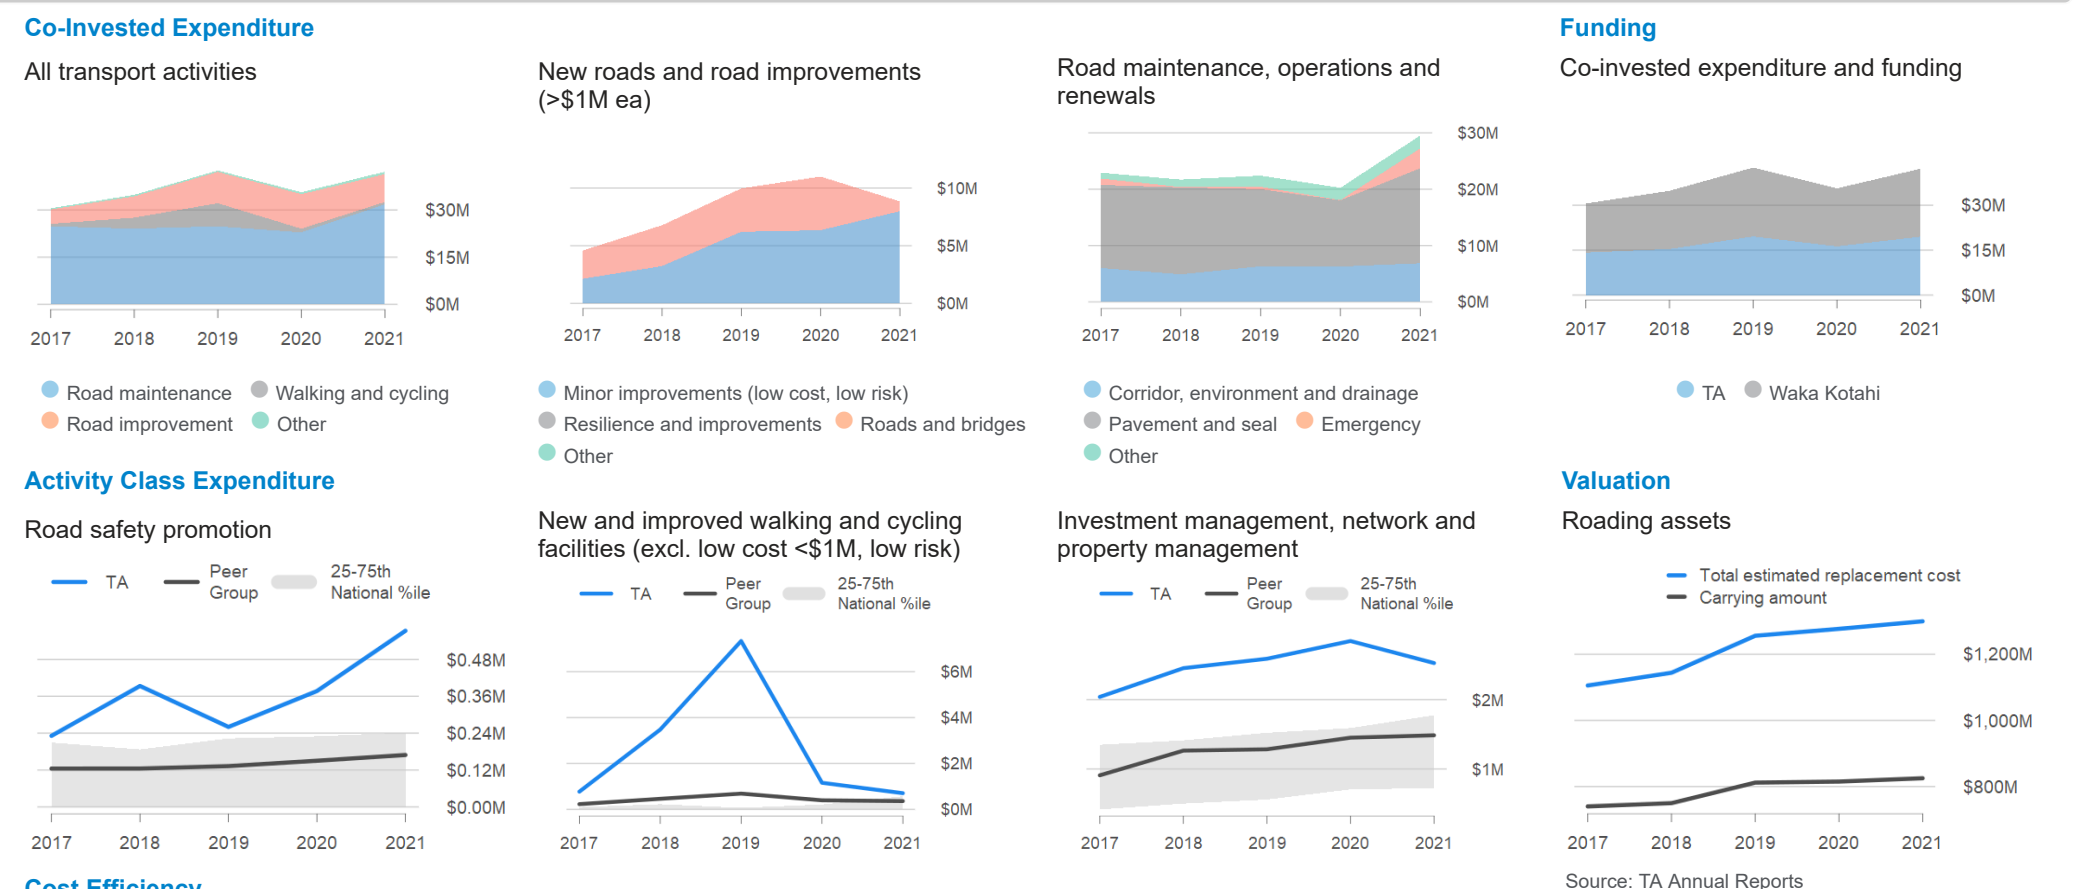 Co-Invested Expenditure
All transport activities
$30M
$15M
$0M
2017 2018 2019 2020 2021
Road maintenance Walking and cycling
Road improvement Other
New roads and road improvements
(>$1M ea)
$10M
$5M
$0M
2017 2018 2019 2020 2021
Minor improvements (low cost, low risk)
Resilience and improvements Roads and bridges
Other
Road maintenance, operations and
renewals
$30M
$20M
$10M
$0M
2017 2018 2019 2020 2021
Corridor, environment and drainage
Pavement and seal Emergency
Other
Funding
Co-invested expenditure and funding
$30M
$15M
$0M
2017 2018 2019 2020 2021
TA Waka Kotahi
Activity Class Expenditure
Road safety promotion
TA Peer Group 25-75th National %ile
$0.48M
$0.36M
$0.24M
$0.12M
$0.00M
2017 2018 2019 2020 2021
New and improved walking and cycling
facilities (excl. low cost <$1M, low risk)
TA Peer Group 25-75th National %ile
$6M
$4M
$2M
$0M
2017 2018 2019 2020 2021
Investment management, network and
property management
TA Peer Group 25-75th National %ile
$2M
$1M
2017 2018 2019 2020 2021
Valuation
Roading assets
Total estimated replacement cost
Carrying amount
$1,200M
$1,000M
$800M
2017 2018 2019 2020 2021
Source: TA Annual Reports
Cost Efficiency